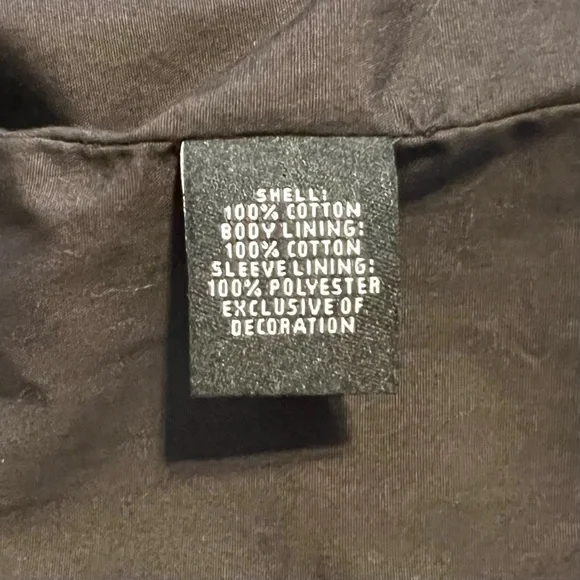 SHELL:
100% COTTON
BODY LINING:
100% COTTON
SLEEVE LINING:
100% POLYESTER
EXCLUSIVE OF
DECORATION